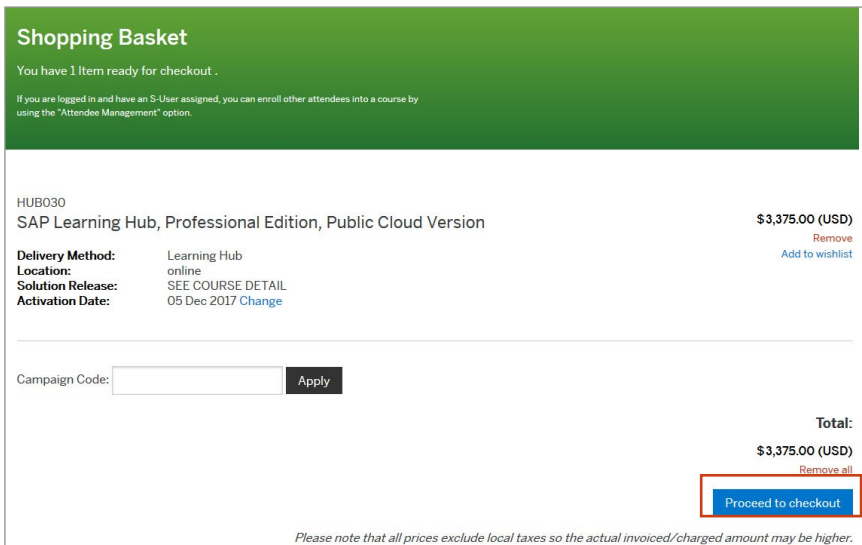 Shopping Basket
You have 1 Item ready for checkout .
If you are logged in and have an S-User assigned, you can enroll other attendees into a course by
using the "Attendee Management" option.
HUB030
SAP Learning Hub, Professional Edition, Public Cloud Version
$3,375.00 (USD)
Remove
Add to wishlist
Delivery Method: Learning Hub
Location: online
Solution Release: SEE COURSE DETAIL
Activation Date: 05 Dec 2017 Change
Campaign Code: Apply
Total:
$3,375.00 (USD)
Remove all
Proceed to checkout
Please note that all prices exclude local taxes so the actual invoiced/charged amount may be higher.